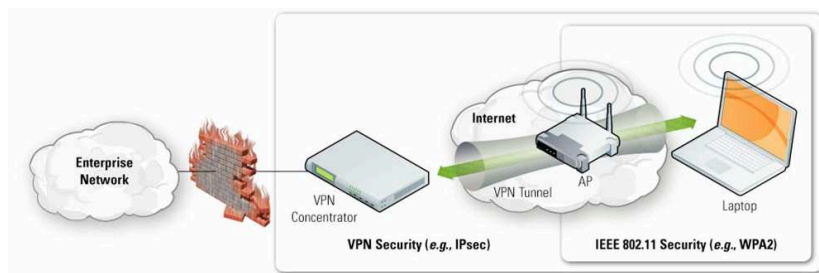 Enterprise
Network
VPN
Concentrator
Internet
VPN Tunnel
AP
Laptop
VPN Security (e.g., IPsec)
IEEE 802.11 Security (e.g., WPA2)